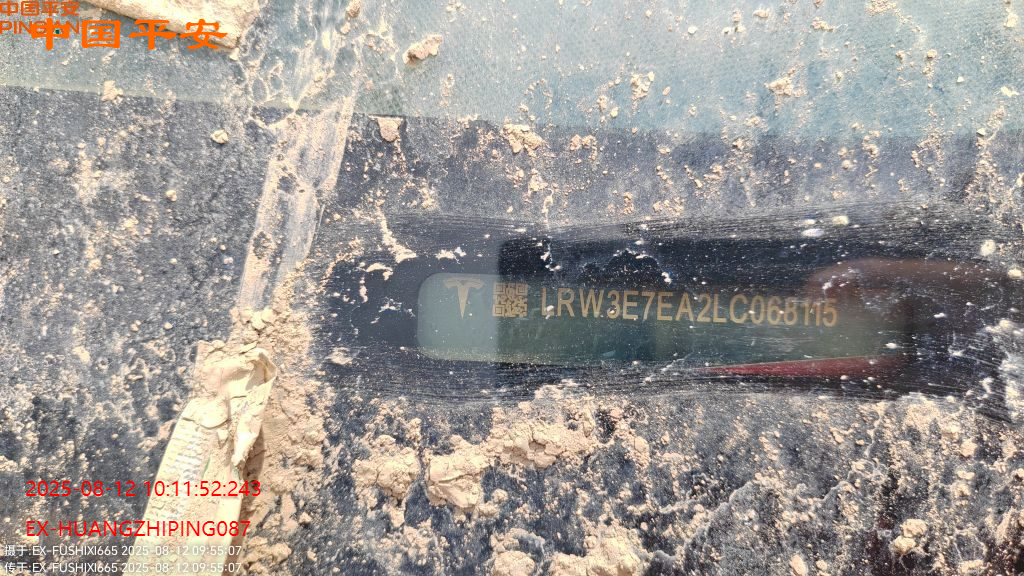 中国平安
PINGAN
中国平安
LRW3E7EA2LC068115
2025-08-12 10:11:52:243
EX-HUANGZHIPING087
摄于:EX-FUSHIXI665 2025-08-12 09:55:07
传于:EX-FUSHIXI665 2025-08-12 09:55:07